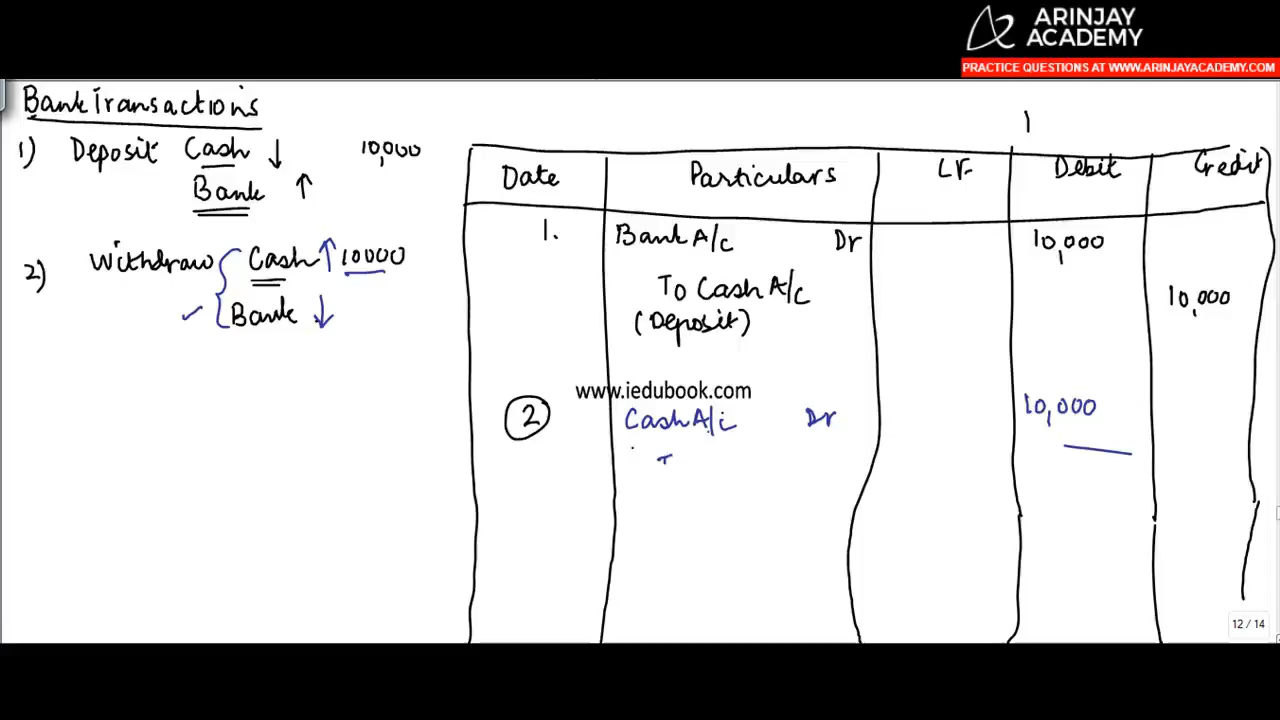 ARINJAY
ACADEMY
PRACTICE QUESTIONS AT WWW.ARINJAYACADEMY.COM
Bank Transactions
1) Deposit Cash ↓ 10,000
Bank ↑
2) Withdraw Cash ↑ 10000
✓ Bank ↓
1
Date Particulars LF Debit Credit
1. Bank A/c Dr 10,000
To Cash A/c 10,000
(Deposit)
www.iedubook.com
2 Cash A/c Dr 10,000
12 / 14